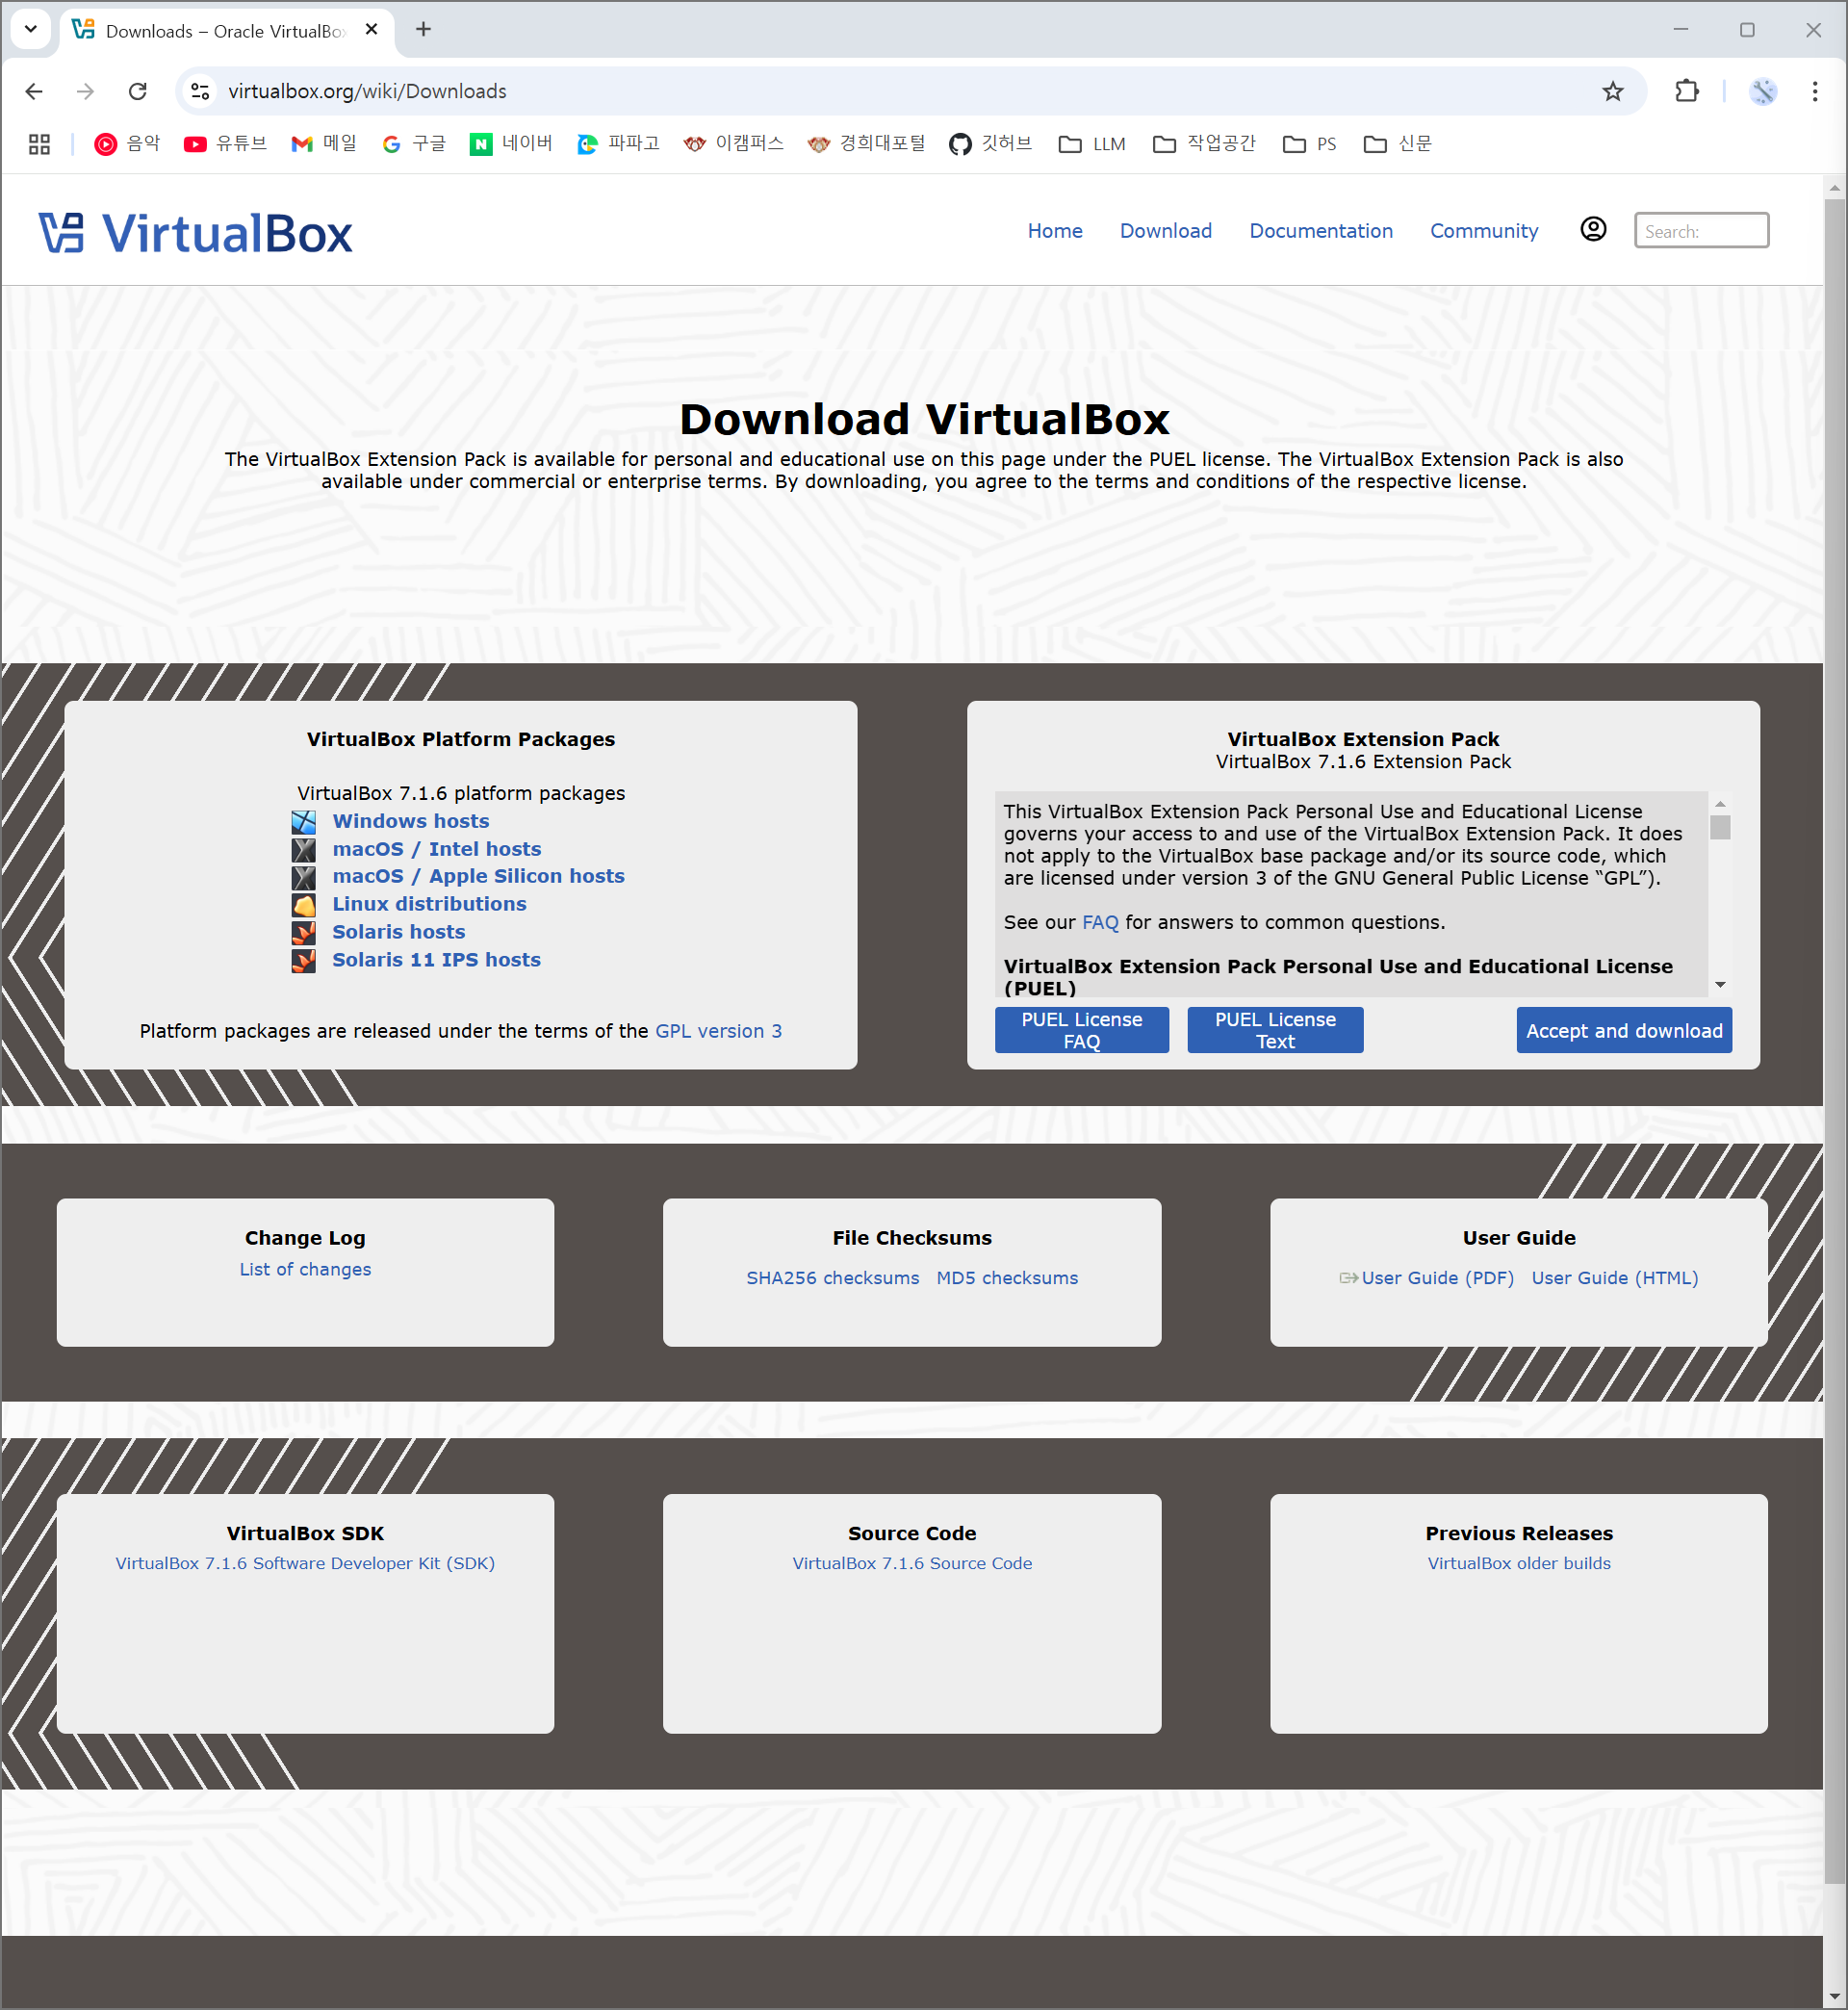 Downloads – Oracle VirtualBo
virtualbox.org/wiki/Downloads
음악 유튜브 메일 구글 네이버 파파고 이캠퍼스 경희대포털 깃허브 LLM 작업공간 PS 신문
VirtualBox
Home Download Documentation Community Search:
Download VirtualBox
The VirtualBox Extension Pack is available for personal and educational use on this page under the PUEL license. The VirtualBox Extension Pack is also
available under commercial or enterprise terms. By downloading, you agree to the terms and conditions of the respective license.
VirtualBox Platform Packages
VirtualBox 7.1.6 platform packages
Windows hosts
macOS / Intel hosts
macOS / Apple Silicon hosts
Linux distributions
Solaris hosts
Solaris 11 IPS hosts
Platform packages are released under the terms of the GPL version 3
VirtualBox Extension Pack
VirtualBox 7.1.6 Extension Pack
This VirtualBox Extension Pack Personal Use and Educational License
governs your access to and use of the VirtualBox Extension Pack. It does
not apply to the VirtualBox base package and/or its source code, which
are licensed under version 3 of the GNU General Public License “GPL”).
See our FAQ for answers to common questions.
VirtualBox Extension Pack Personal Use and Educational License
(PUEL)
PUEL License
FAQ
PUEL License
Text
Accept and download
Change Log
List of changes
File Checksums
SHA256 checksums MD5 checksums
User Guide
User Guide (PDF) User Guide (HTML)
VirtualBox SDK
VirtualBox 7.1.6 Software Developer Kit (SDK)
Source Code
VirtualBox 7.1.6 Source Code
Previous Releases
VirtualBox older builds